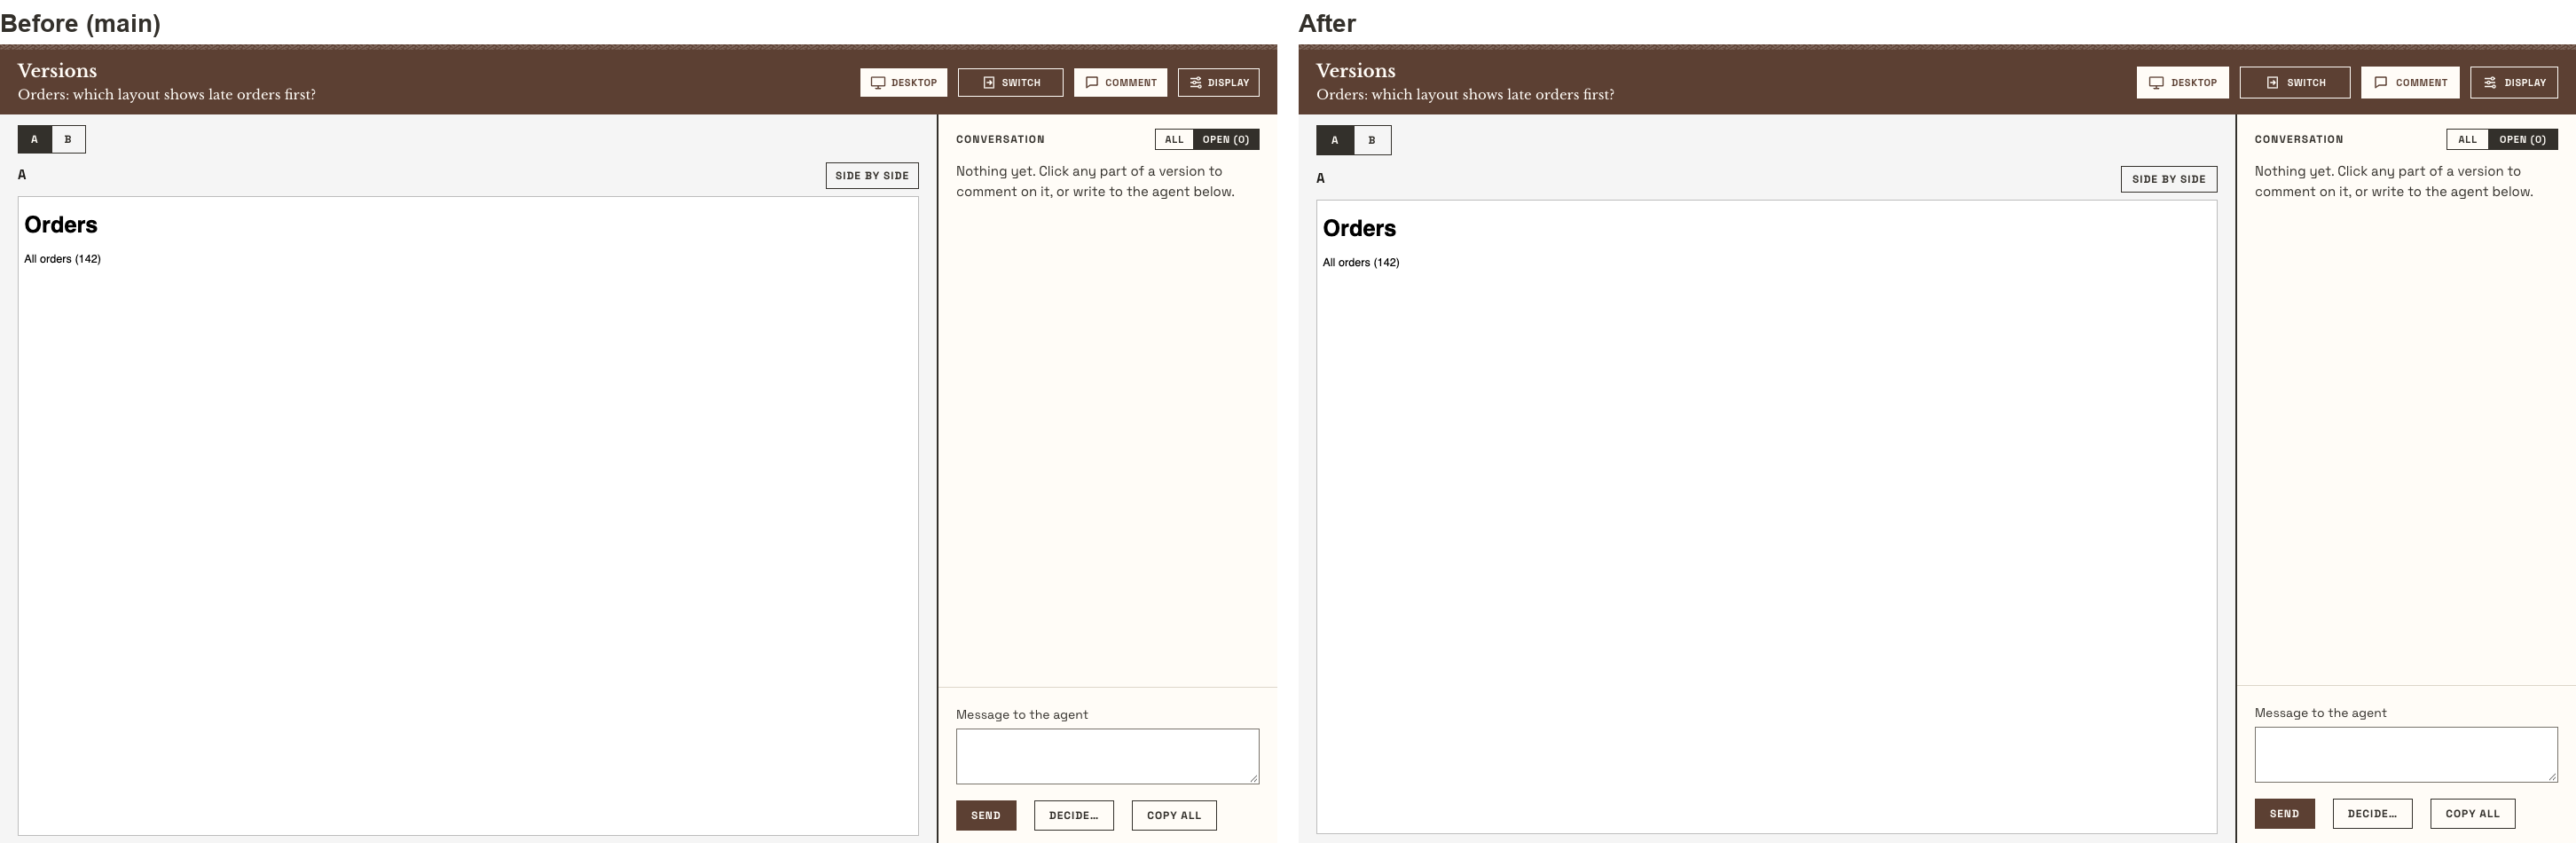 Before (main)
Versions
Orders: which layout shows late orders first?
DESKTOP
SWITCH
COMMENT
DISPLAY
A
B
A
SIDE BY SIDE
Orders
All orders (142)
CONVERSATION
ALL
OPEN (0)
Nothing yet. Click any part of a version to
comment on it, or write to the agent below.
Message to the agent
SEND
DECIDE...
COPY ALL
After
Versions
Orders: which layout shows late orders first?
DESKTOP
SWITCH
COMMENT
DISPLAY
A
B
A
SIDE BY SIDE
Orders
All orders (142)
CONVERSATION
ALL
OPEN (0)
Nothing yet. Click any part of a version to
comment on it, or write to the agent below.
Message to the agent
SEND
DECIDE...
COPY ALL